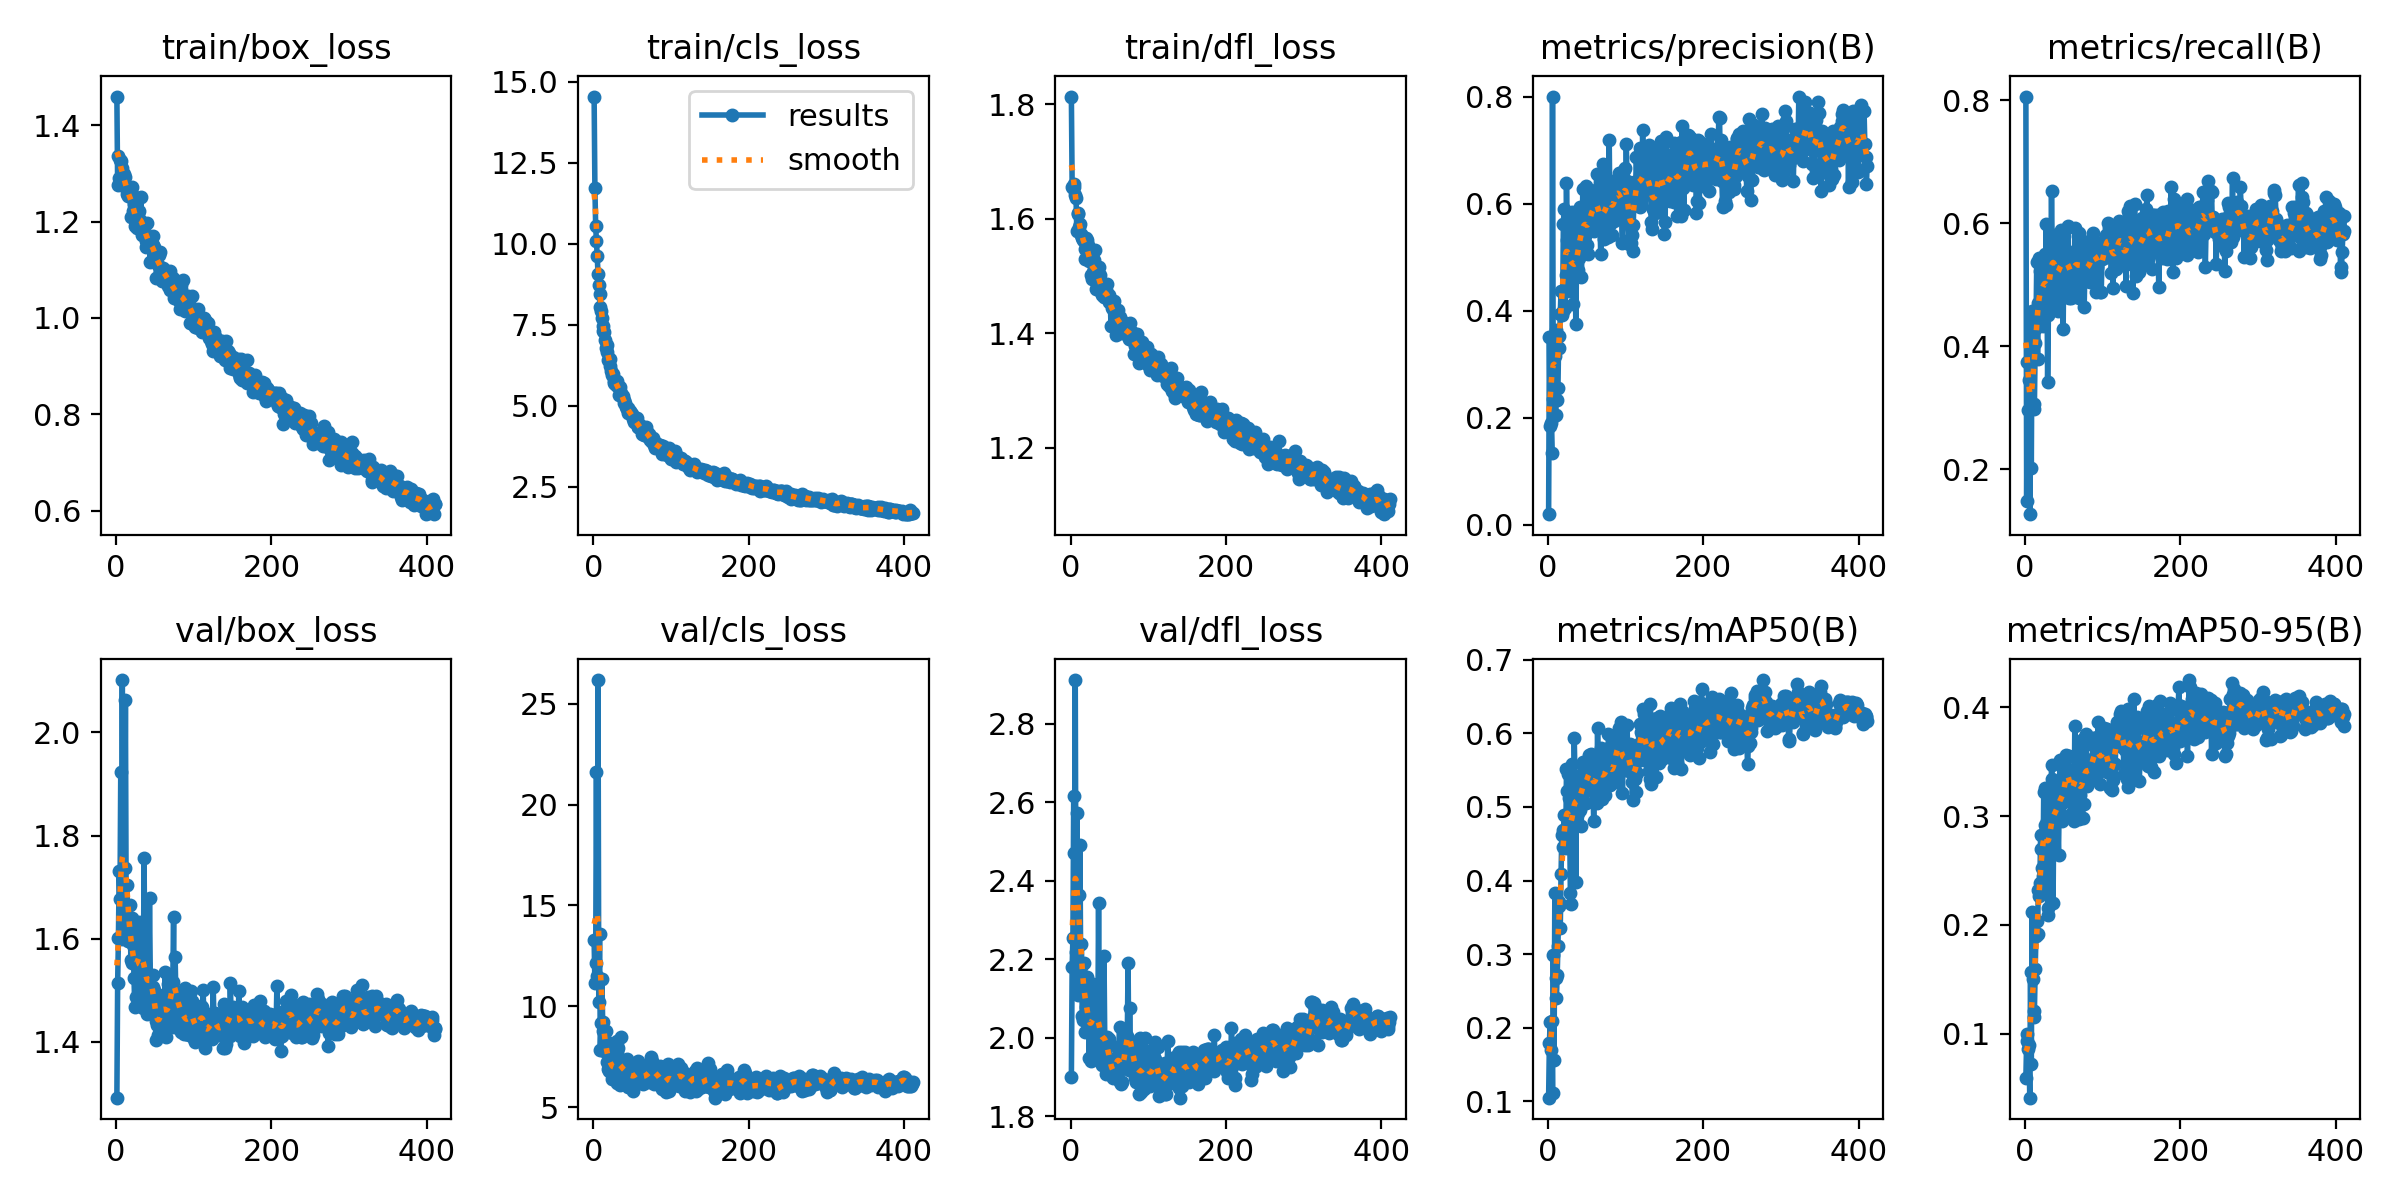 train/box_loss
1.4
1.2
1.0
0.8
0.6
0 200 400
train/cls_loss
15.0
12.5
10.0
7.5
5.0
2.5
0 200 400
results
smooth
train/dfl_loss
1.8
1.6
1.4
1.2
0 200 400
metrics/precision(B)
0.8
0.6
0.4
0.2
0.0
0 200 400
metrics/recall(B)
0.8
0.6
0.4
0.2
0 200 400
val/box_loss
2.0
1.8
1.6
1.4
0 200 400
val/cls_loss
25
20
15
10
5
0 200 400
val/dfl_loss
2.8
2.6
2.4
2.2
2.0
1.8
0 200 400
metrics/mAP50(B)
0.7
0.6
0.5
0.4
0.3
0.2
0.1
0 200 400
metrics/mAP50-95(B)
0.4
0.3
0.2
0.1
0 200 400